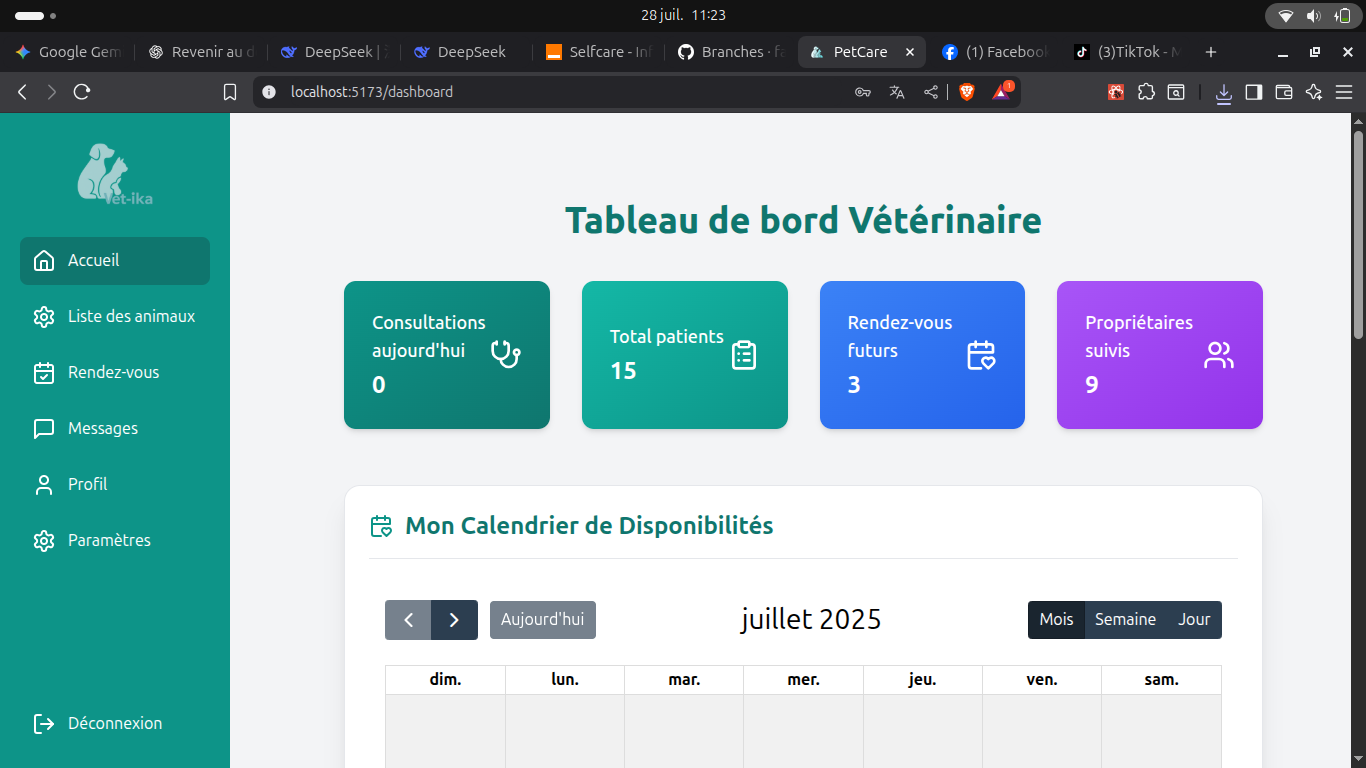 28 juil. 11:23
Google Gem
Revenir au d
DeepSeek |
DeepSeek
Selfcare - Inf
Branches · fa
PetCare
(1) Facebook
(3)TikTok - M
localhost:5173/dashboard
1
Vet-ika
Accueil
Liste des animaux
Rendez-vous
Messages
Profil
Paramètres
Déconnexion
Tableau de bord Vétérinaire
Consultations
aujourd'hui
0
Total patients
15
Rendez-vous
futurs
3
Propriétaires
suivis
9
Mon Calendrier de Disponibilités
Aujourd'hui
juillet 2025
Mois
Semaine
Jour
dim.
lun.
mar.
mer.
jeu.
ven.
sam.